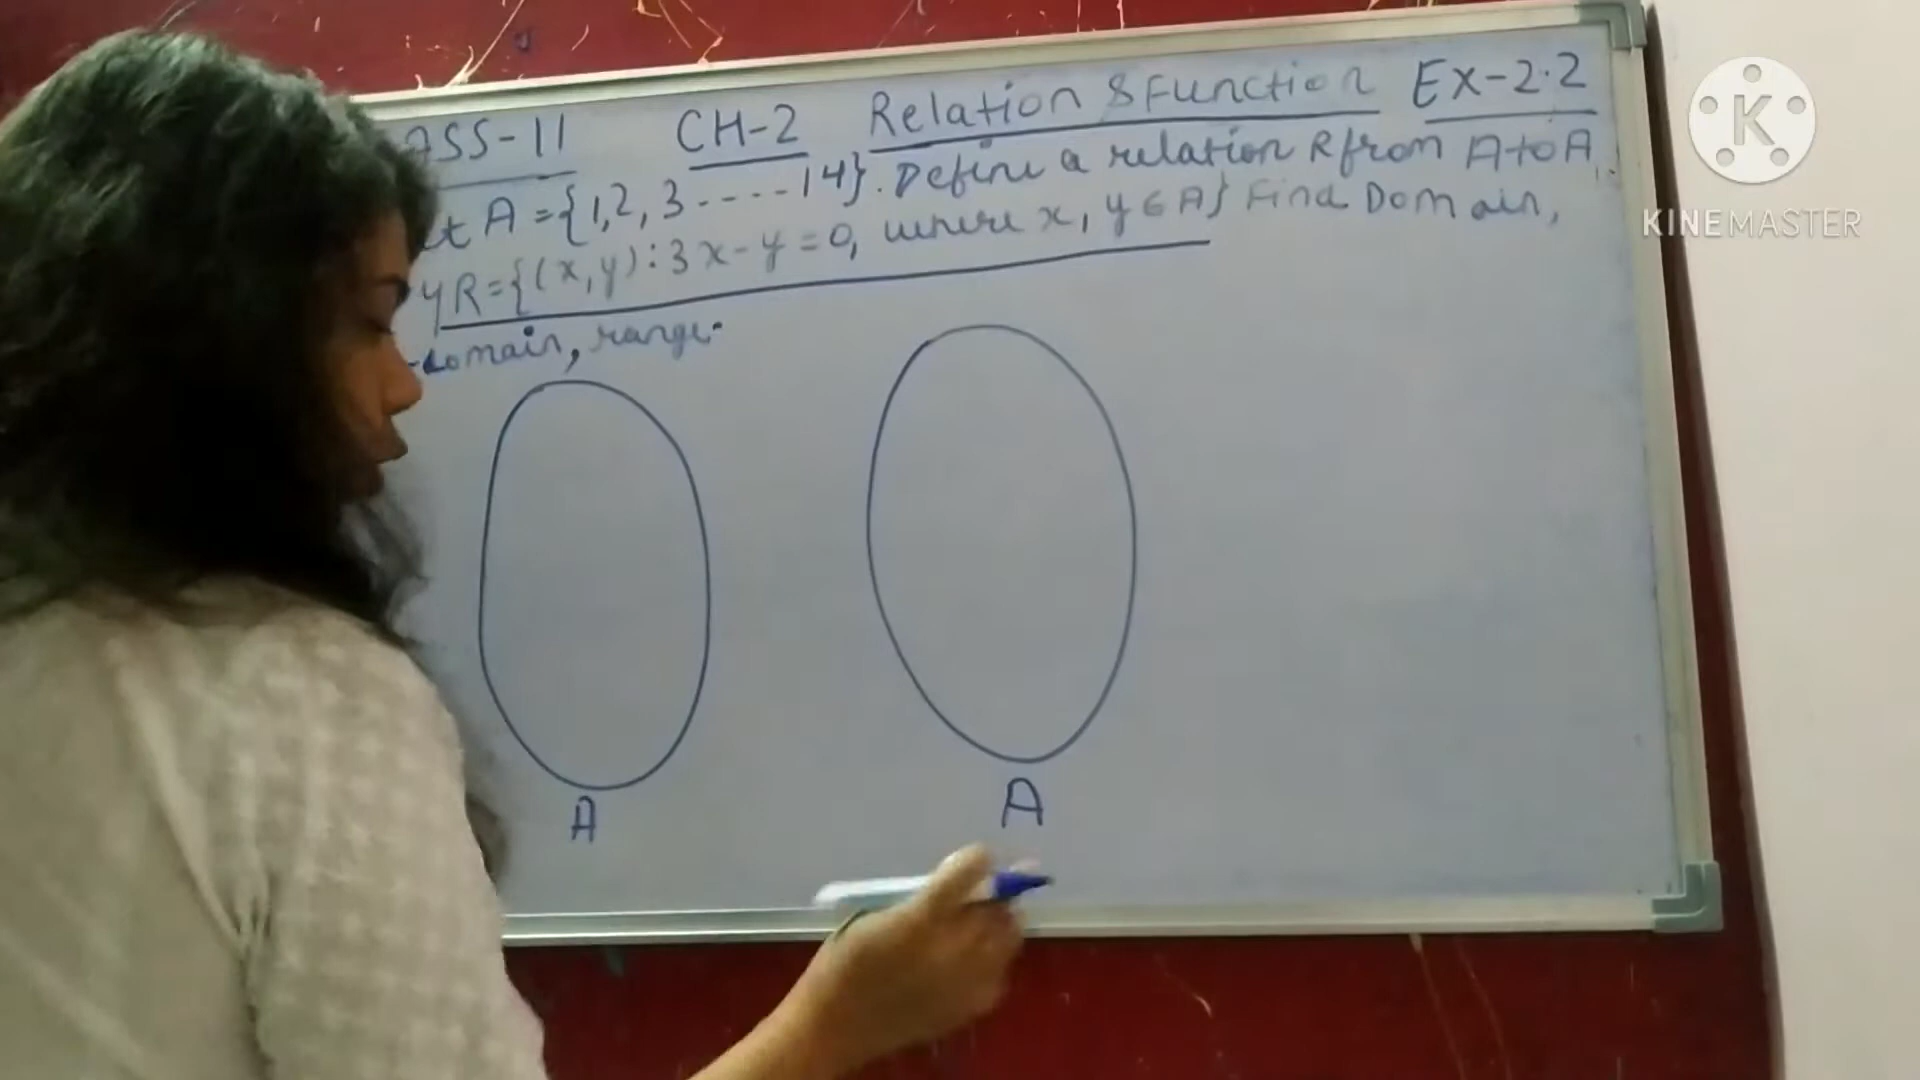 ASS-11 CH-2 Relation & Function Ex-2.2
et A = {1,2,3.....14}. Define a relation R from A to A
y R={(x,y):3x-y=0, where x, y ∈ A} Find Domain,
-domain, range.
A
A
K
KINEMASTER